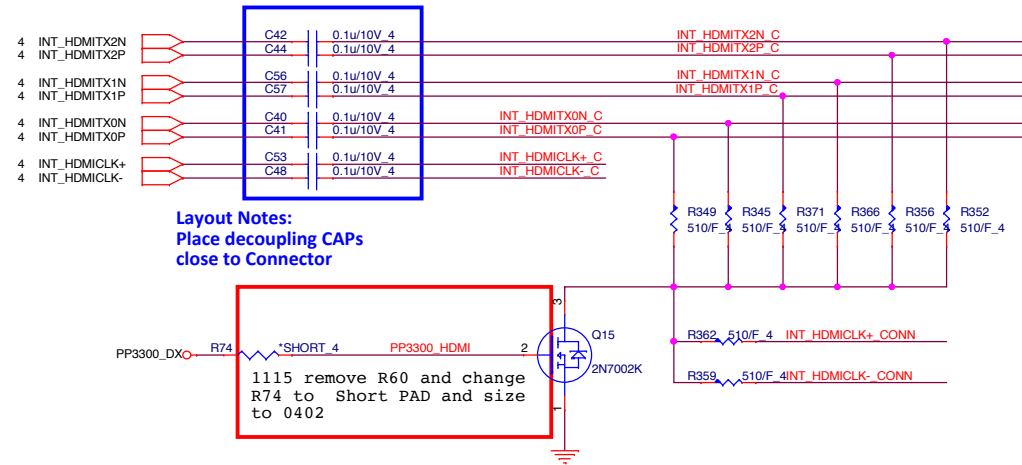 4 INT_HDMITX2N C42 0.1u/10V_4 INT_HDMITX2N_C
4 INT_HDMITX2P C44 0.1u/10V_4 INT_HDMITX2P_C
4 INT_HDMITX1N C56 0.1u/10V_4 INT_HDMITX1N_C
4 INT_HDMITX1P C57 0.1u/10V_4 INT_HDMITX1P_C
4 INT_HDMITX0N C40 0.1u/10V_4 INT_HDMITX0N_C
4 INT_HDMITX0P C41 0.1u/10V_4 INT_HDMITX0P_C
4 INT_HDMICLK+ C53 0.1u/10V_4 INT_HDMICLK+_C
4 INT_HDMICLK- C48 0.1u/10V_4 INT_HDMICLK-_C
Layout Notes:
Place decoupling CAPs
close to Connector
R349 R345 R371 R366 R356 R352
510/F_4 510/F_4 510/F_4 510/F_4 510/F_4 510/F_4
3
Q15
R362 510/F_4 INT_HDMICLK+_CONN
PP3300_DX R74 *SHORT_4 PP3300_HDMI 2
2N7002K
1115 remove R60 and change
R74 to Short PAD and size
to 0402
R359 510/F_4 INT_HDMICLK-_CONN
1